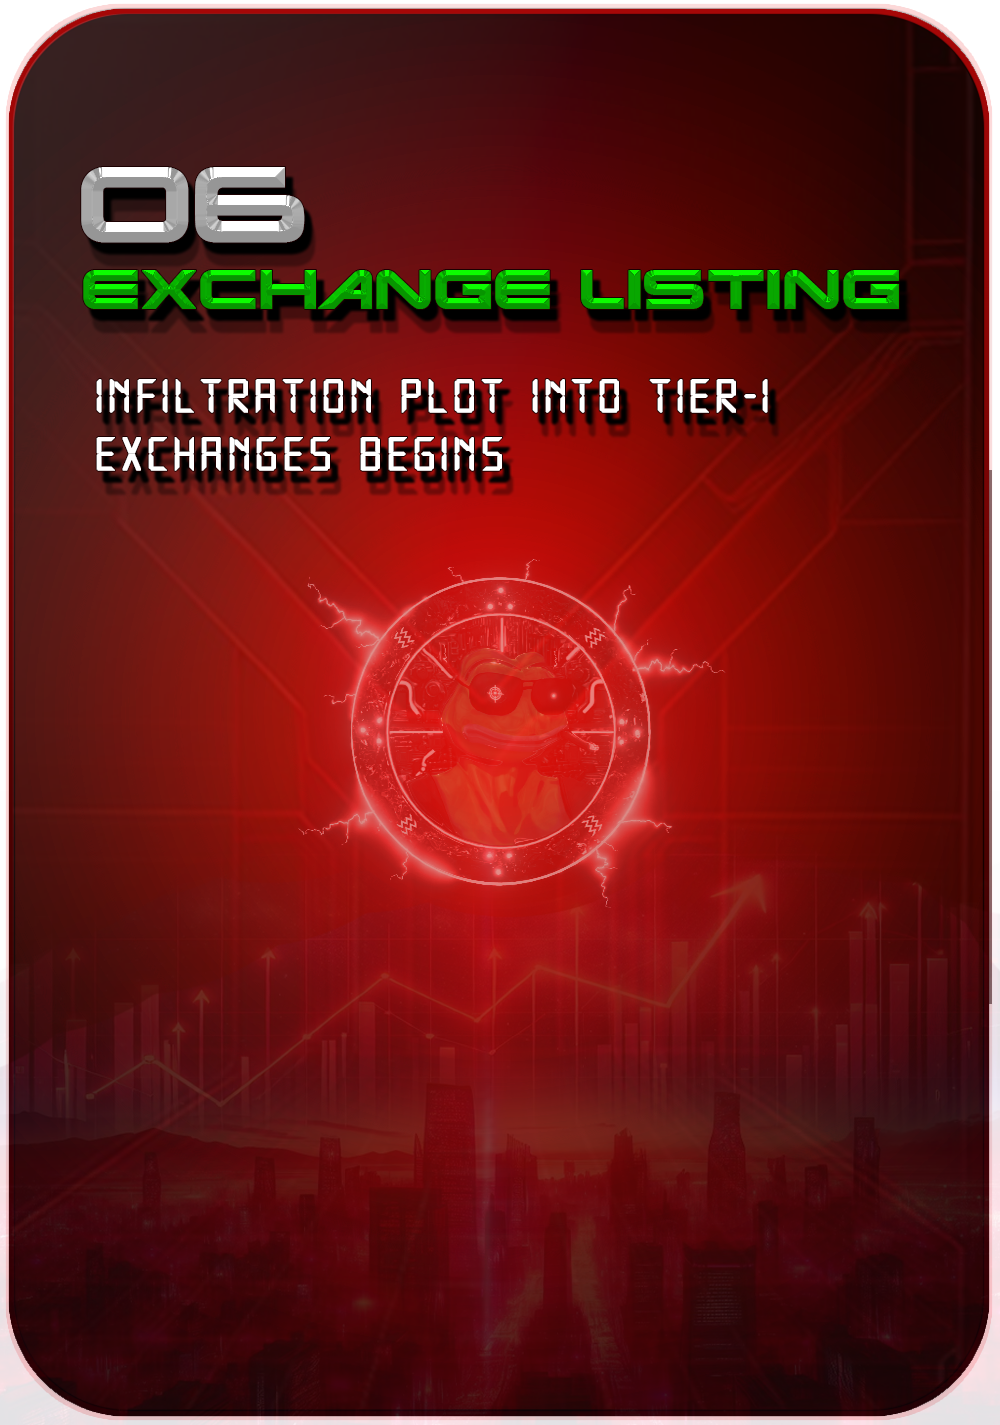 06
EXCHANGE LISTING
INFILTRATION PLOT INTO TIER-1
EXCHANGES BEGINS